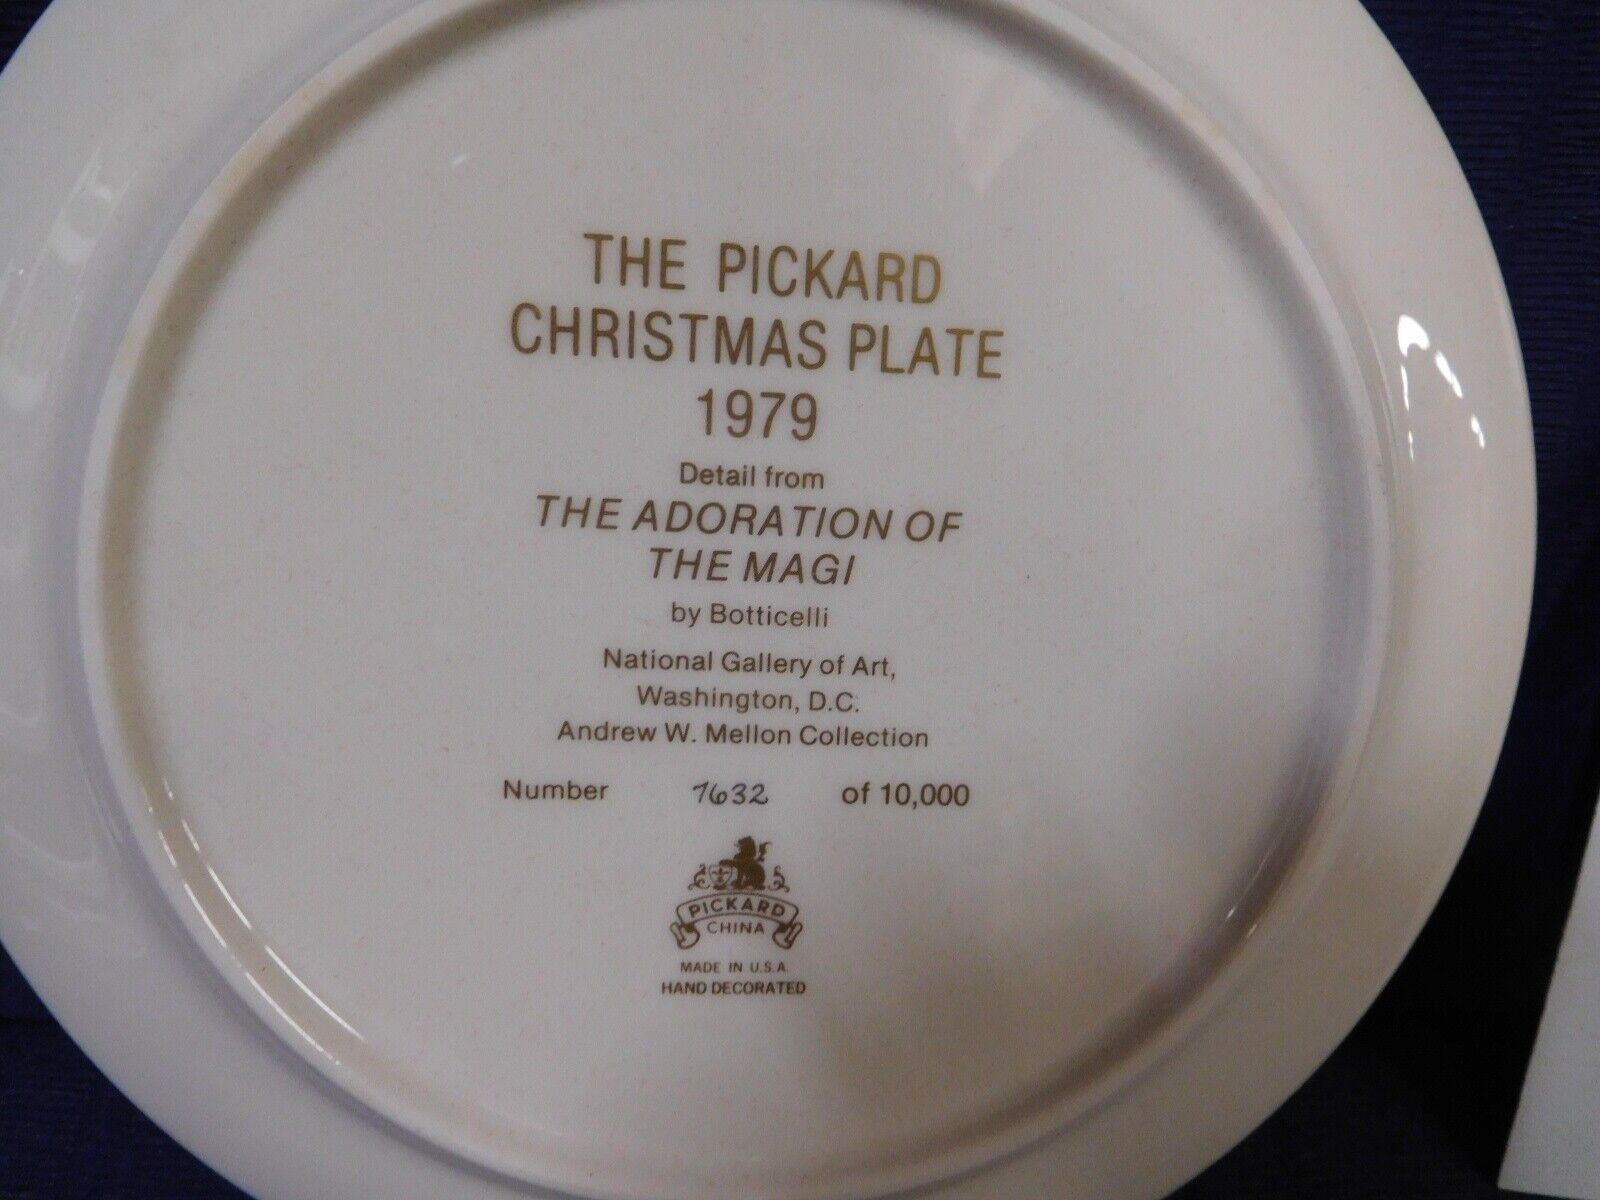 THE PICKARD
CHRISTMAS PLATE
1979
Detail from
THE ADORATION OF
THE MAGI
by Botticelli
National Gallery of Art,
Washington, D.C.
Andrew W. Mellon Collection
Number 7632 of 10,000
PICKARD
CHINA
MADE IN U.S.A.
HAND DECORATED